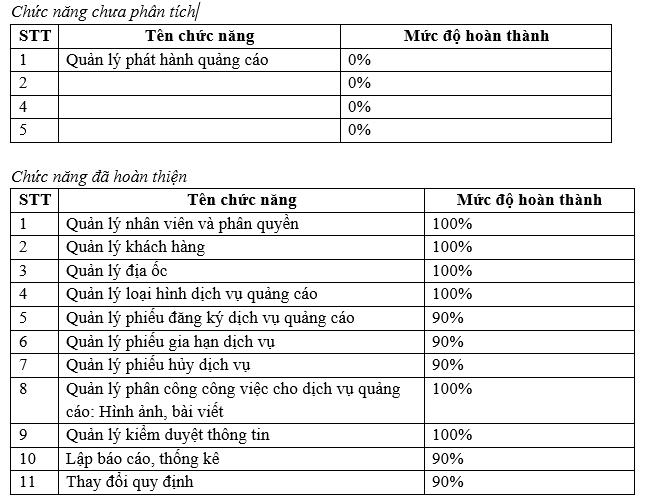 Chức năng chưa phân tích
STT Tên chức năng Mức độ hoàn thành
1 Quản lý phát hành quảng cáo 0%
2 0%
4 0%
5 0%
Chức năng đã hoàn thiện
STT Tên chức năng Mức độ hoàn thành
1 Quản lý nhân viên và phân quyền 100%
2 Quản lý khách hàng 100%
3 Quản lý địa ốc 100%
4 Quản lý loại hình dịch vụ quảng cáo 100%
5 Quản lý phiếu đăng ký dịch vụ quảng cáo 90%
6 Quản lý phiếu gia hạn dịch vụ 90%
7 Quản lý phiếu hủy dịch vụ 90%
8 Quản lý phân công công việc cho dịch vụ quảng 100%
cáo: Hình ảnh, bài viết
9 Quản lý kiểm duyệt thông tin 100%
10 Lập báo cáo, thống kê 90%
11 Thay đổi quy định 90%